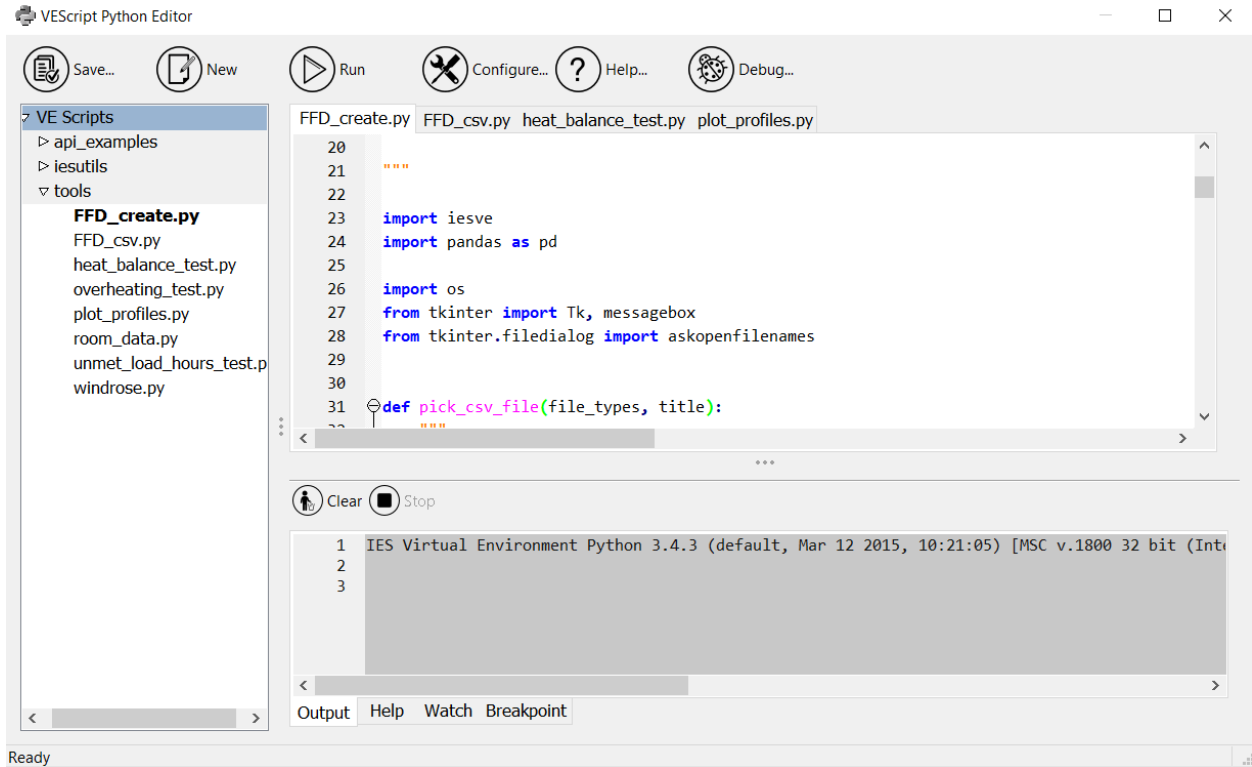 VEScript Python Editor
Save... New Run Configure... Help... Debug...
VE Scripts
api_examples
iesutils
tools
FFD_create.py
FFD_csv.py
heat_balance_test.py
overheating_test.py
plot_profiles.py
room_data.py
unmet_load_hours_test.p
windrose.py
FFD_create.py FFD_csv.py heat_balance_test.py plot_profiles.py
20
21 """
22
23 import iesve
24 import pandas as pd
25
26 import os
27 from tkinter import Tk, messagebox
28 from tkinter.filedialog import askopenfilenames
29
30
31 def pick_csv_file(file_types, title):
32 """
Clear Stop
1 IES Virtual Environment Python 3.4.3 (default, Mar 12 2015, 10:21:05) [MSC v.1800 32 bit (Inte
2
3
Output Help Watch Breakpoint
Ready